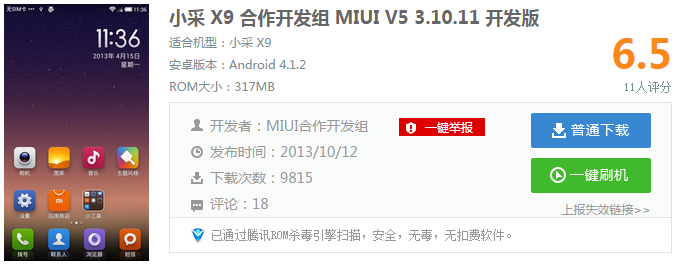 无SIM卡
11:36
11:36
2013年4月15日
星期一
相机
图库
音乐
主题风格
设置
应用商店
小工具
拨号
联系人
浏览器
短信
小采 X9 合作开发组 MIUI V5 3.10.11 开发版
适合机型：小采 X9
安卓版本：Android 4.1.2
ROM大小：317MB
6.5
11人评分
开发者：MIUI合作开发组
一键举报
普通下载
发布时间：2013/10/12
下载次数：9815
一键刷机
评论：18
上报失效链接>>
已通过腾讯ROM杀毒引擎扫描，安全，无毒，无扣费软件。